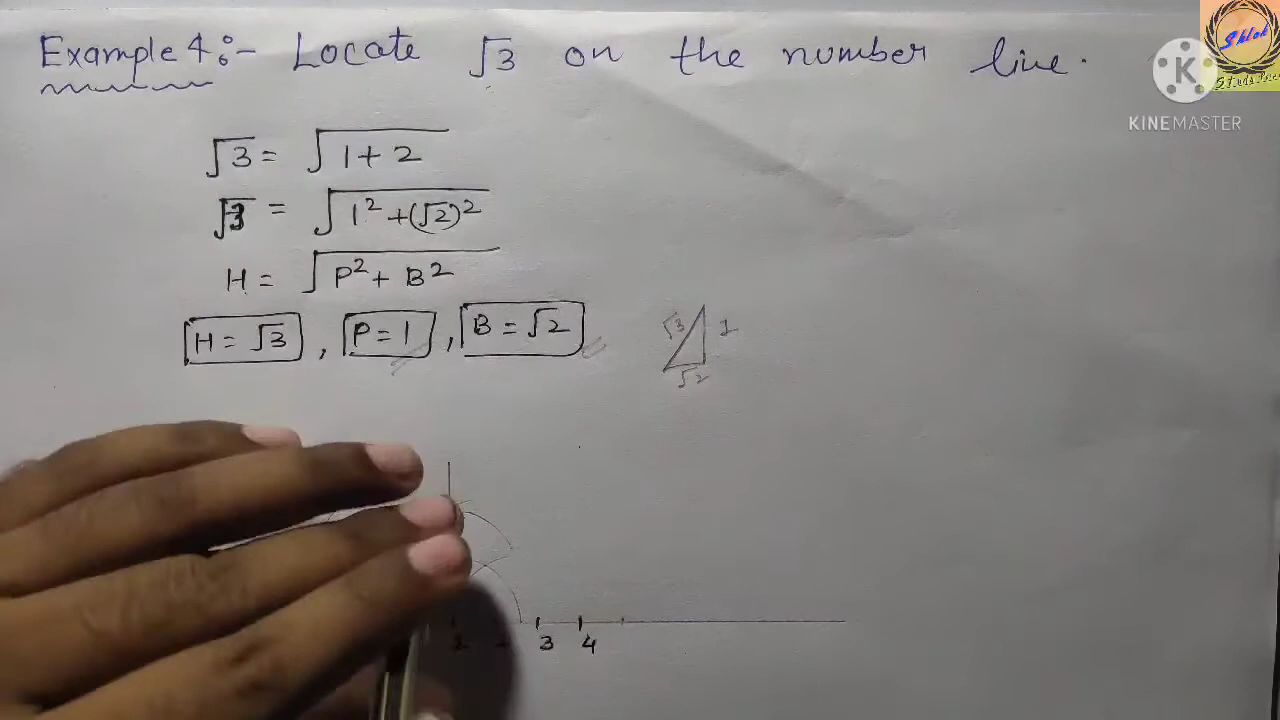 Example 4:- Locate √3 on the number line.
Shlok
K
KINEMASTER
√3 = √1+2
√3 = √1²+(√2)²
H = √P²+B²
H = √3, P = 1, B = √2
√3 1
√2
3 4